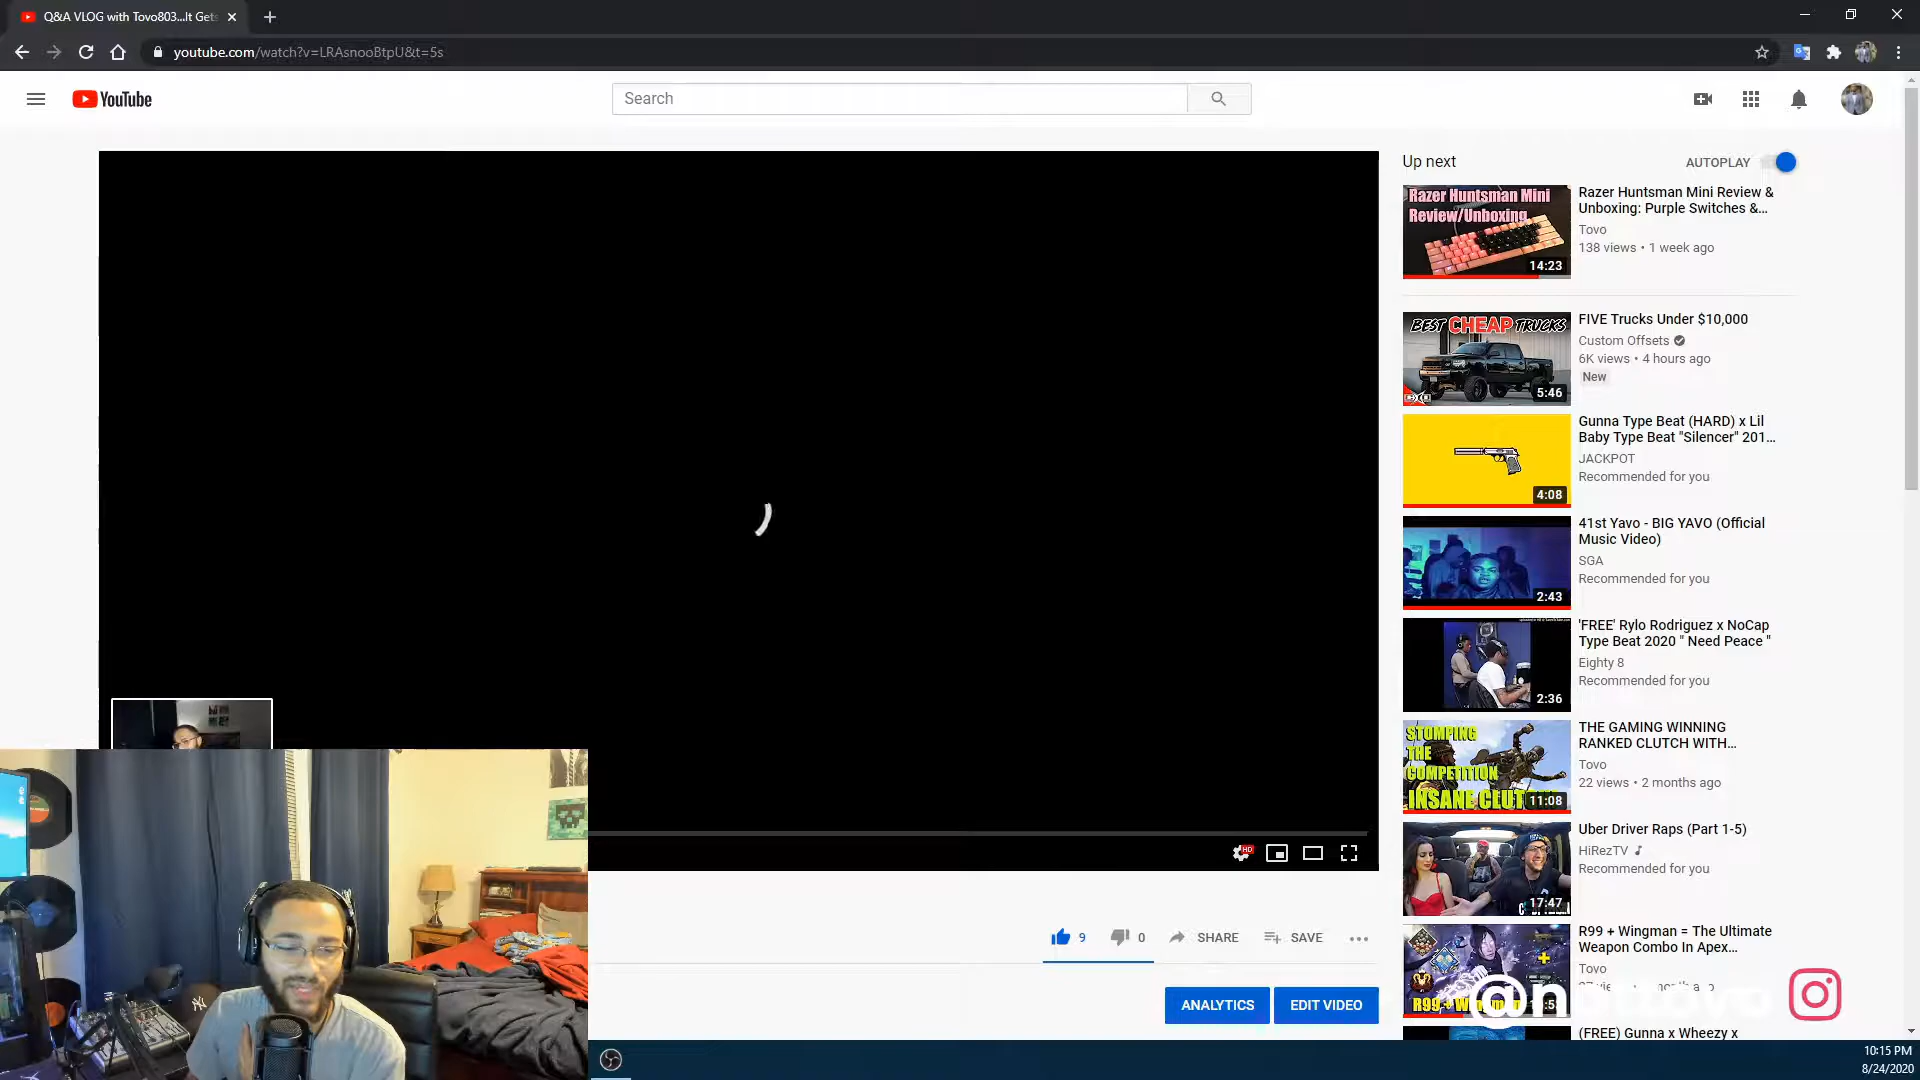 Q&A VLOG with Tovo803...It Gets
youtube.com/watch?v=LRAsnooBtpU&t=5s
YouTube
Search
Up next
AUTOPLAY
Razer Huntsman Mini
Review/Unboxing
14:23
Razer Huntsman Mini Review &
Unboxing: Purple Switches &...
Tovo
138 views • 1 week ago
BEST CHEAP TRUCKS
5:46
FIVE Trucks Under $10,000
Custom Offsets
6K views • 4 hours ago
New
4:08
Gunna Type Beat (HARD) x Lil
Baby Type Beat "Silencer" 201...
JACKPOT
Recommended for you
2:43
41st Yavo - BIG YAVO (Official
Music Video)
SGA
Recommended for you
2:36
'FREE' Rylo Rodriguez x NoCap
Type Beat 2020 " Need Peace "
Eighty 8
Recommended for you
STOMPING
THE
COMPETITION
INSANE CLUT
11:08
THE GAMING WINNING
RANKED CLUTCH WITH...
Tovo
22 views • 2 months ago
17:47
Uber Driver Raps (Part 1-5)
HiRezTV
Recommended for you
R99 + Wingman = The Ultimate
Weapon Combo In Apex...
Tovo
(FREE) Gunna x Wheezy x
HD
9
0
SHARE
SAVE
ANALYTICS
EDIT VIDEO
10:15 PM
8/24/2020